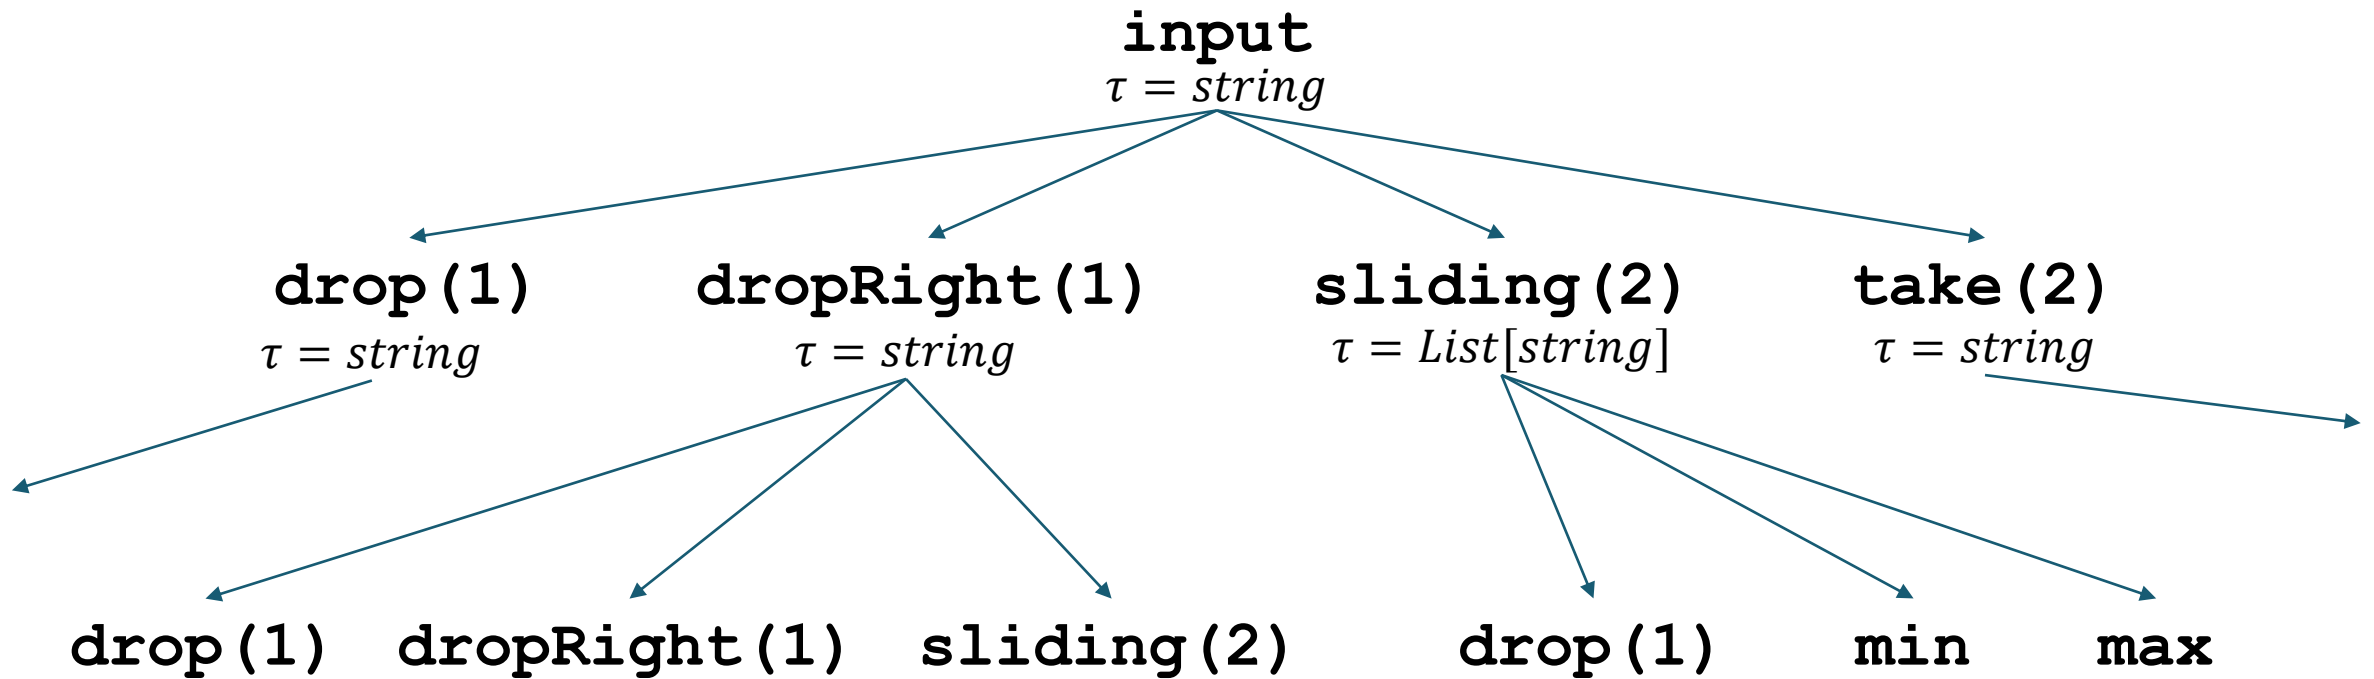 input
τ = string
drop(1) dropRight(1) sliding(2) take(2)
τ = string τ = string τ = List[string] τ = string
drop(1) dropRight(1) sliding(2) drop(1) min max